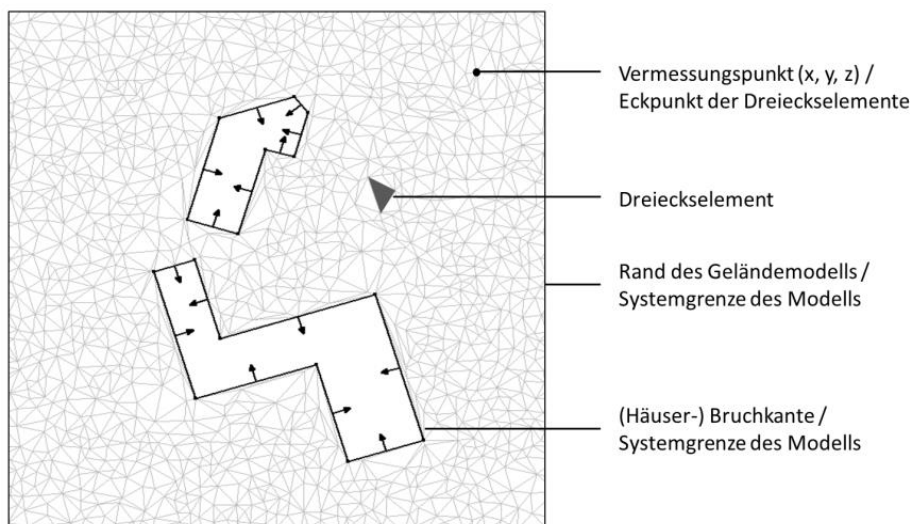 Vermessungspunkt (x, y, z) /
Eckpunkt der Dreieckselemente
Dreieckselement
Rand des Geländemodells /
Systemgrenze des Modells
(Häuser-) Bruchkante /
Systemgrenze des Modells